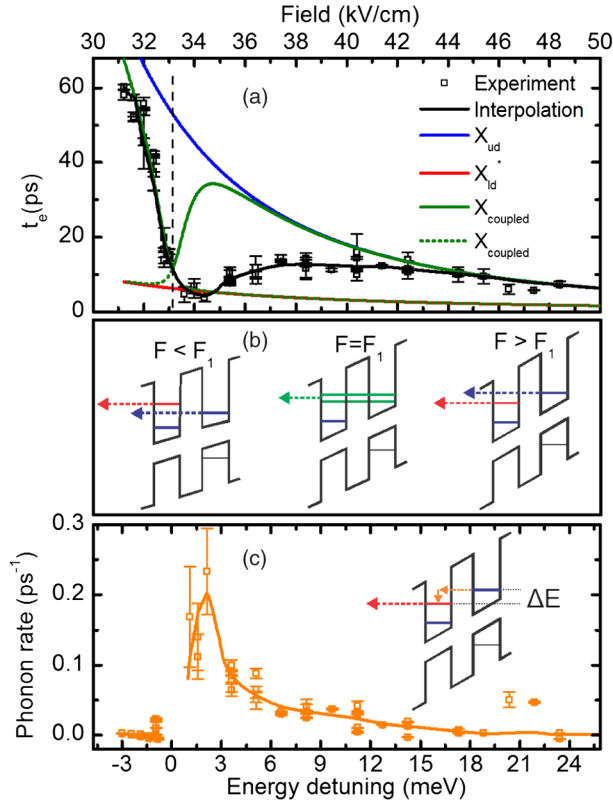 Field (kV/cm)
30 32 34 36 38 40 42 44 46 48 50
(a)
Experiment
Interpolation
X_ud
X_ld*
X_coupled
X_coupled
t_e(ps)
60
40
20
0
(b)
F < F_1
F=F_1
F > F_1
(c)
ΔE
Phonon rate (ps⁻¹)
0.3
0.2
0.1
0.0
-3 0 3 6 9 12 15 18 21 24
Energy detuning (meV)